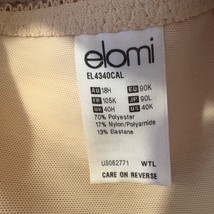 elomi
EL4340CAL
AU 18H EU 90K
FR 105K JP 90L
UK 40H US 40K
70% Polyester
17% Nylon/Polyamide
13% Elastane
US062771 WTL
CARE ON REVERSE